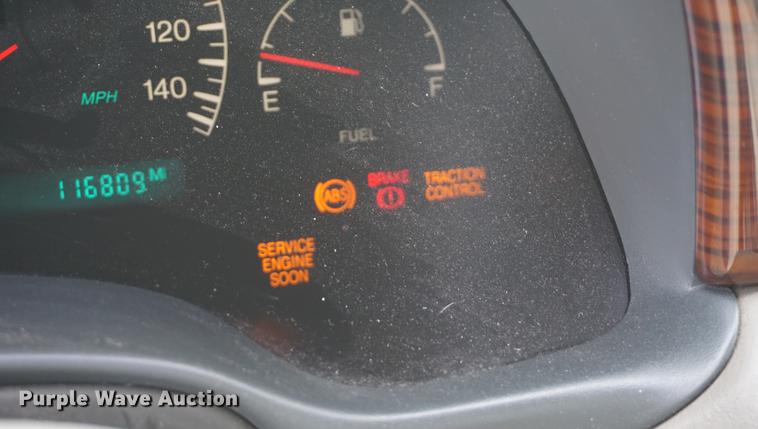 120
140
MPH
E
F
FUEL
116809 MI
ABS
BRAKE
TRACTION
CONTROL
SERVICE
ENGINE
SOON
Purple Wave Auction